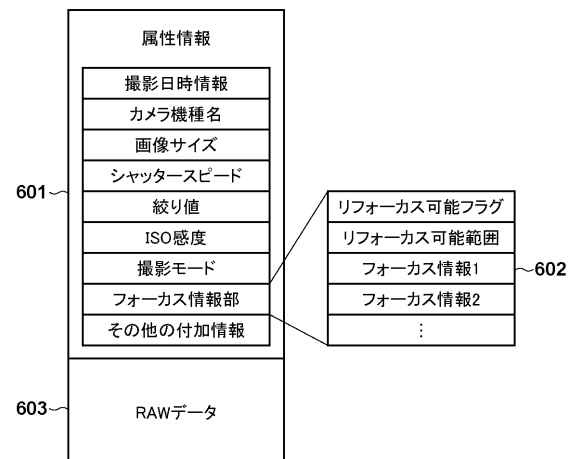 属性情報
撮影日時情報
カメラ機種名
画像サイズ
シャッタースピード
絞り値
ISO感度
撮影モード
フォーカス情報部
その他の付加情報
601
リフォーカス可能フラグ
リフォーカス可能範囲
フォーカス情報1
フォーカス情報2
⋮
602
603
RAWデータ